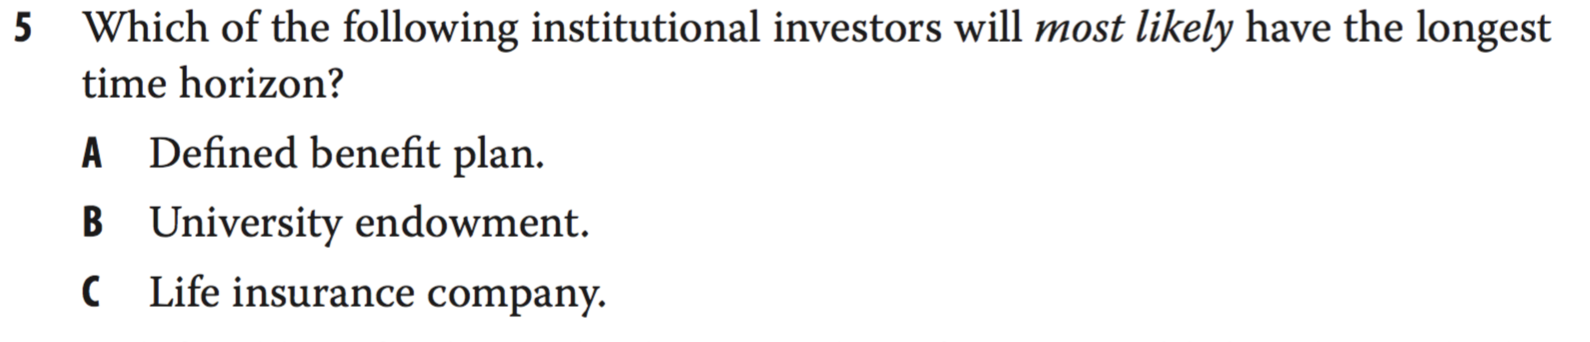 5 Which of the following institutional investors will most likely have the longest
time horizon?
A Defined benefit plan.
B University endowment.
C Life insurance company.